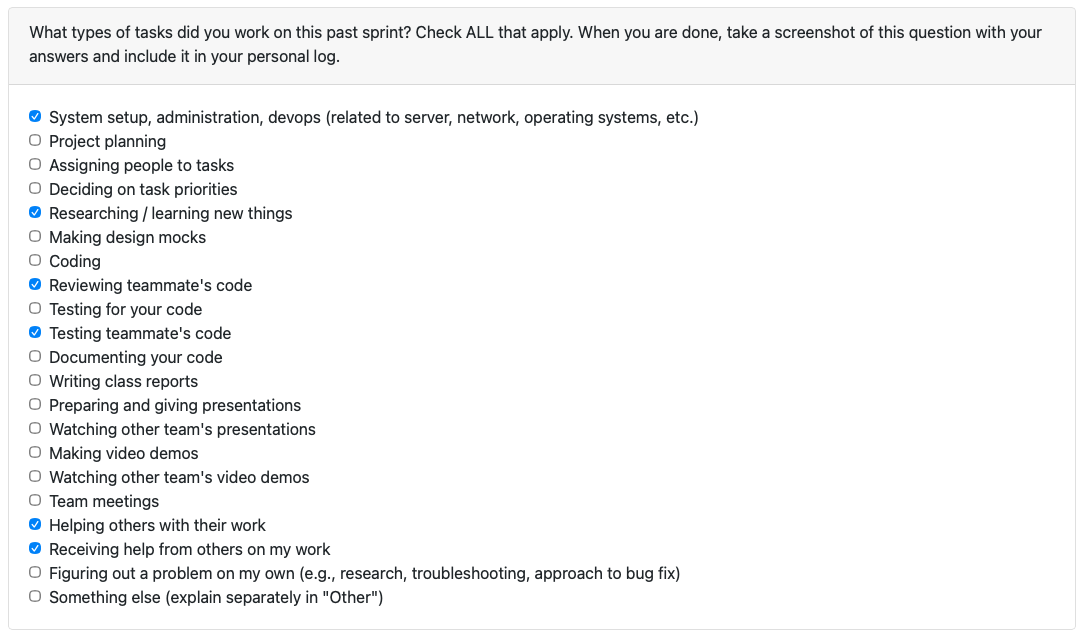 What types of tasks did you work on this past sprint? Check ALL that apply. When you are done, take a screenshot of this question with your
answers and include it in your personal log.
System setup, administration, devops (related to server, network, operating systems, etc.)
Project planning
Assigning people to tasks
Deciding on task priorities
Researching / learning new things
Making design mocks
Coding
Reviewing teammate's code
Testing for your code
Testing teammate's code
Documenting your code
Writing class reports
Preparing and giving presentations
Watching other team's presentations
Making video demos
Watching other team's video demos
Team meetings
Helping others with their work
Receiving help from others on my work
Figuring out a problem on my own (e.g., research, troubleshooting, approach to bug fix)
Something else (explain separately in "Other")